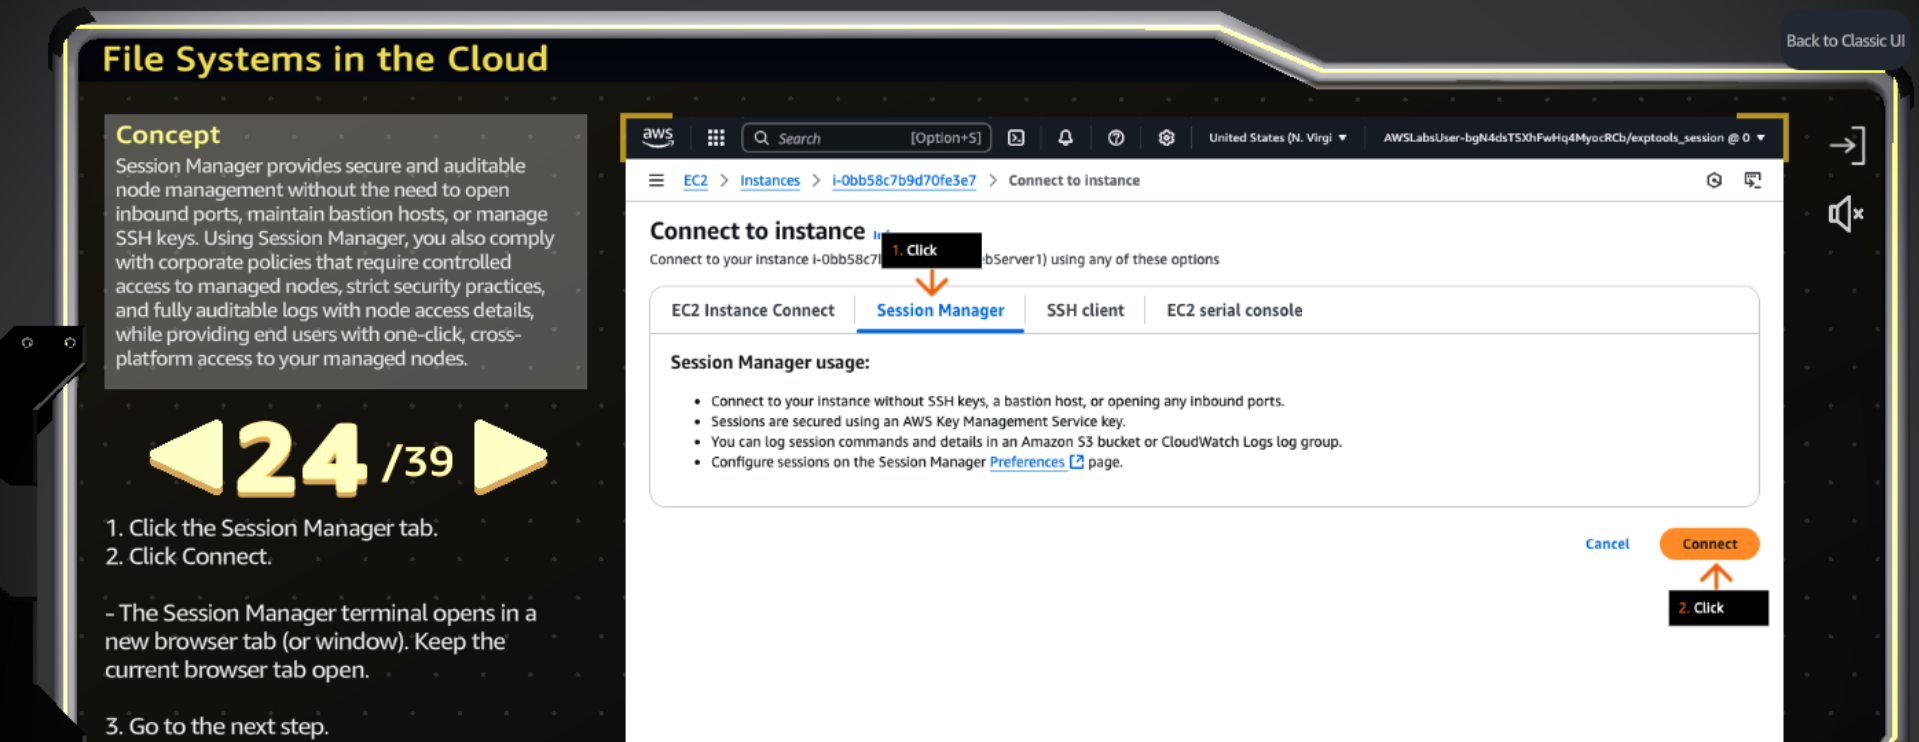 Back to Classic UI
File Systems in the Cloud
Concept
Session Manager provides secure and auditable
node management without the need to open
inbound ports, maintain bastion hosts, or manage
SSH keys. Using Session Manager, you also comply
with corporate policies that require controlled
access to managed nodes, strict security practices,
and fully auditable logs with node access details,
while providing end users with one-click, cross-
platform access to your managed nodes.
24 /39
1. Click the Session Manager tab.
2. Click Connect.
- The Session Manager terminal opens in a
new browser tab (or window). Keep the
current browser tab open.
3. Go to the next step.
aws Search [Option+S] United States (N. Virgi AWSLabsUser-bgN4dsT5XhFwHq4MyocRCb/exptools_session @ 0
EC2 > Instances > i-0bb58c7b9d70fe3e7 > Connect to instance
Connect to instance
1. Click
Connect to your instance i-0bb58c7 bServer1) using any of these options
EC2 Instance Connect Session Manager SSH client EC2 serial console
Session Manager usage:
• Connect to your instance without SSH keys, a bastion host, or opening any inbound ports.
• Sessions are secured using an AWS Key Management Service key.
• You can log session commands and details in an Amazon S3 bucket or CloudWatch Logs log group.
• Configure sessions on the Session Manager Preferences page.
Cancel Connect
2. Click